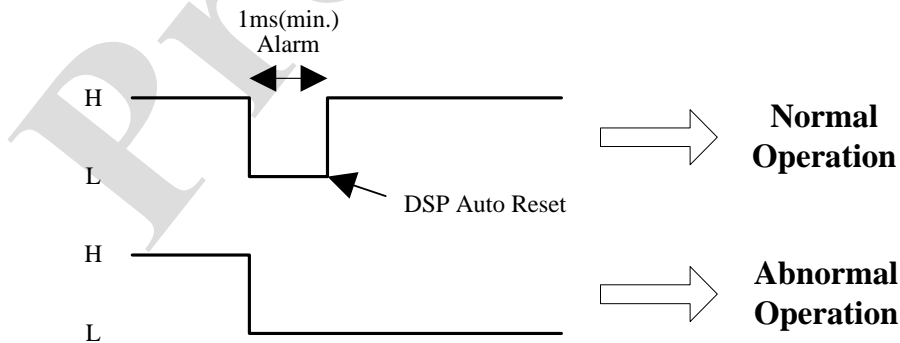 1ms(min.)
Alarm
H
L
DSP Auto Reset
Normal
Operation
H
L
Abnormal
Operation